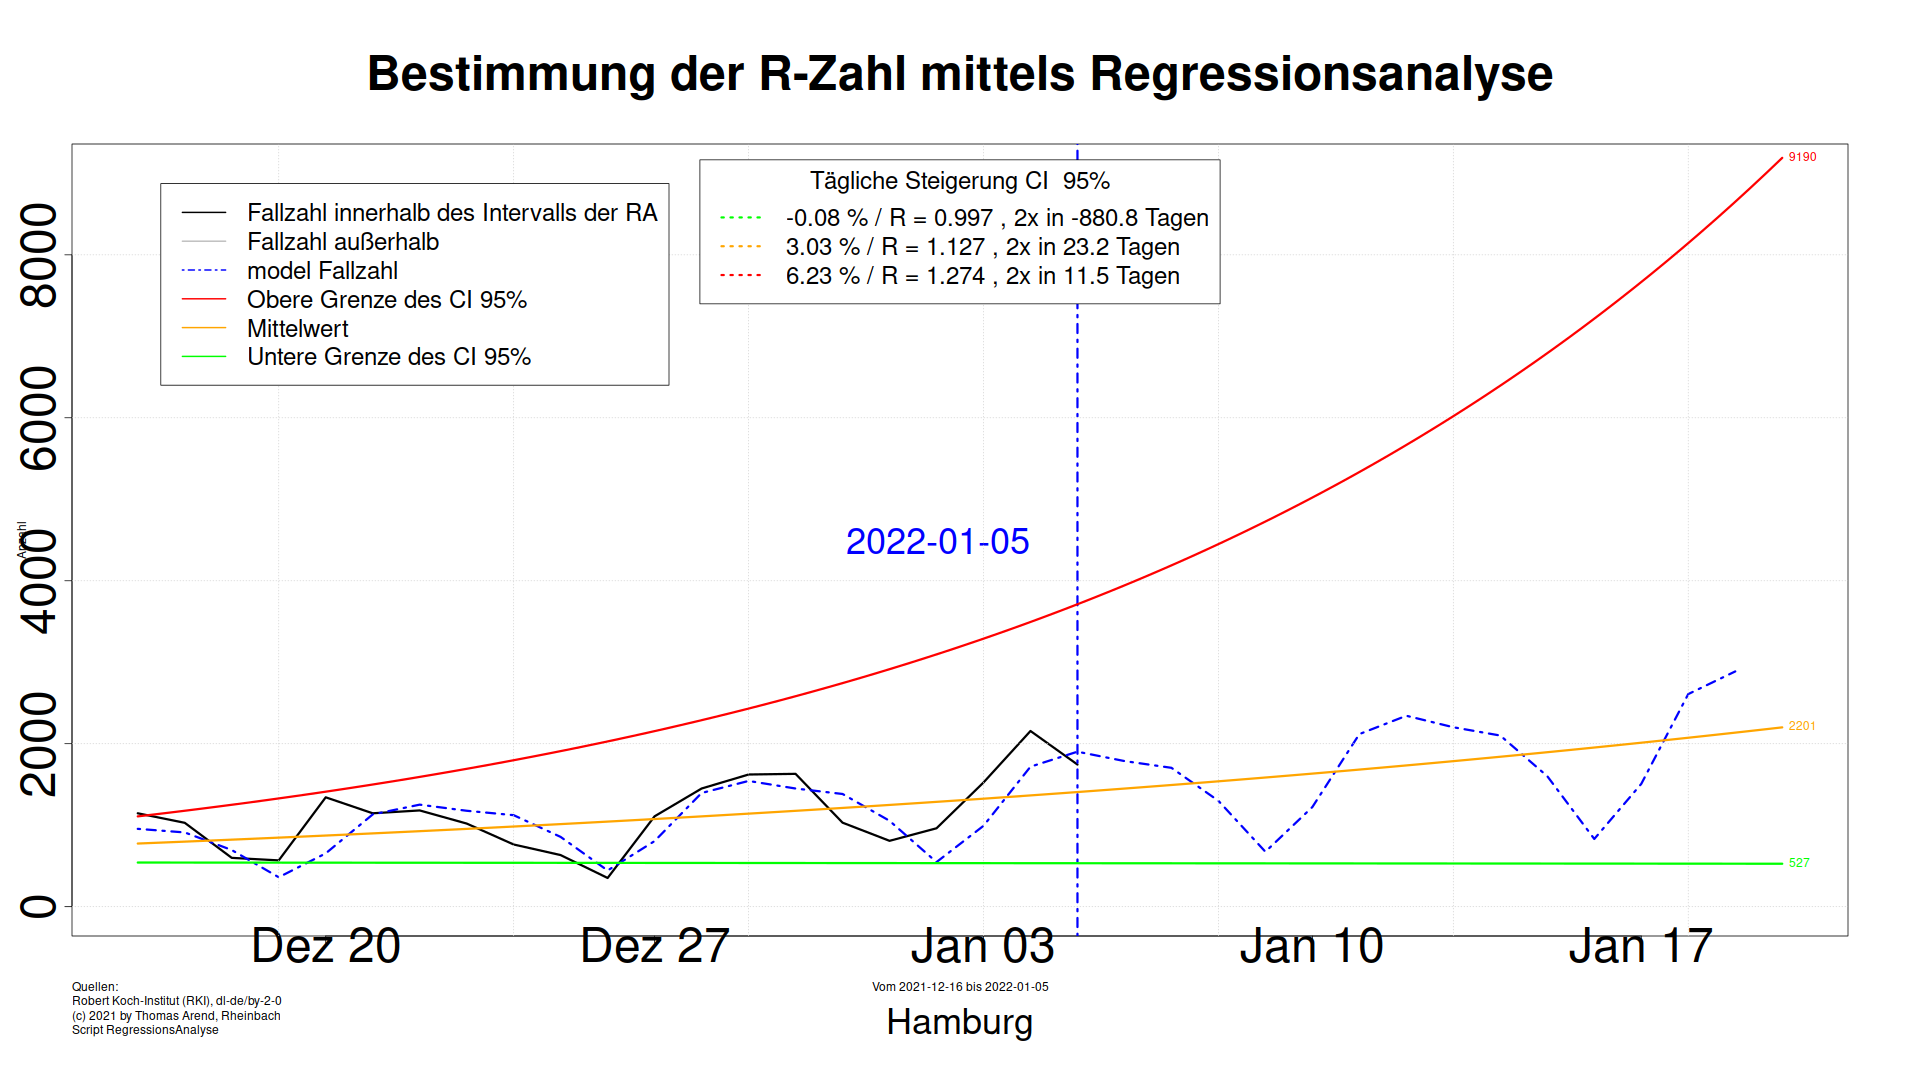 Bestimmung der R-Zahl mittels Regressionsanalyse
Fallzahl innerhalb des Intervalls der RA
Fallzahl außerhalb
model Fallzahl
Obere Grenze des CI 95%
Mittelwert
Untere Grenze des CI 95%
Tägliche Steigerung CI 95%
-0.08 % / R = 0.997 , 2x in -880.8 Tagen
3.03 % / R = 1.127 , 2x in 23.2 Tagen
6.23 % / R = 1.274 , 2x in 11.5 Tagen
9190
8000
6000
2022-01-05
Anzahl
4000
2201
2000
527
0
Dez 20
Dez 27
Jan 03
Jan 10
Jan 17
Quellen:
Robert Koch-Institut (RKI), dl-de/by-2-0
(c) 2021 by Thomas Arend, Rheinbach
Script RegressionsAnalyse
Vom 2021-12-16 bis 2022-01-05
Hamburg